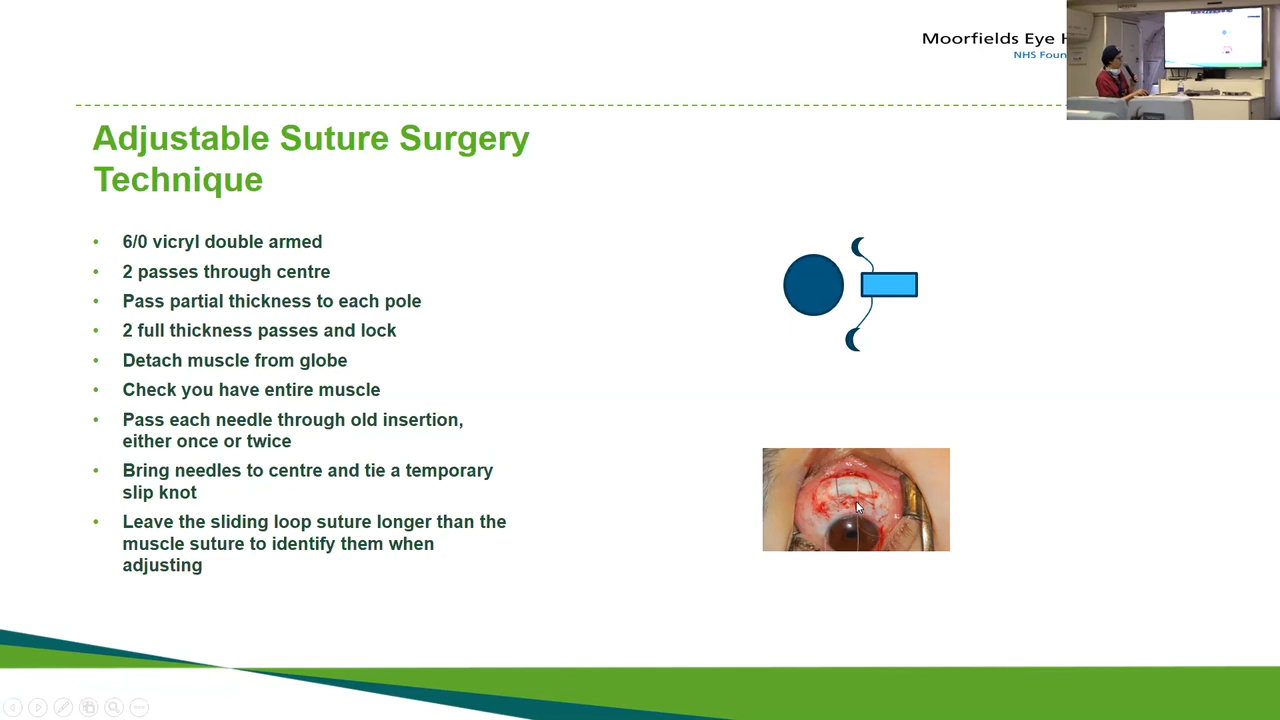 Moorfields Eye
NHS Foun
Adjustable Suture Surgery
Technique
• 6/0 vicryl double armed
• 2 passes through centre
• Pass partial thickness to each pole
• 2 full thickness passes and lock
• Detach muscle from globe
• Check you have entire muscle
• Pass each needle through old insertion,
either once or twice
• Bring needles to centre and tie a temporary
slip knot
• Leave the sliding loop suture longer than the
muscle suture to identify them when
adjusting